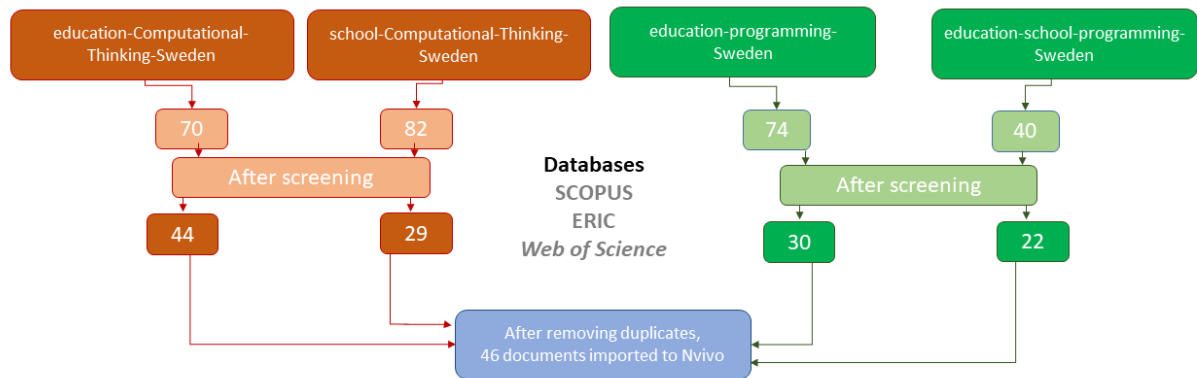 education-Computational-
Thinking-Sweden
school-Computational-Thinking-
Sweden
education-programming-
Sweden
education-school-programming-
Sweden
70
82
74
40
After screening
After screening
Databases
SCOPUS
ERIC
Web of Science
44
29
30
22
After removing duplicates,
46 documents imported to Nvivo